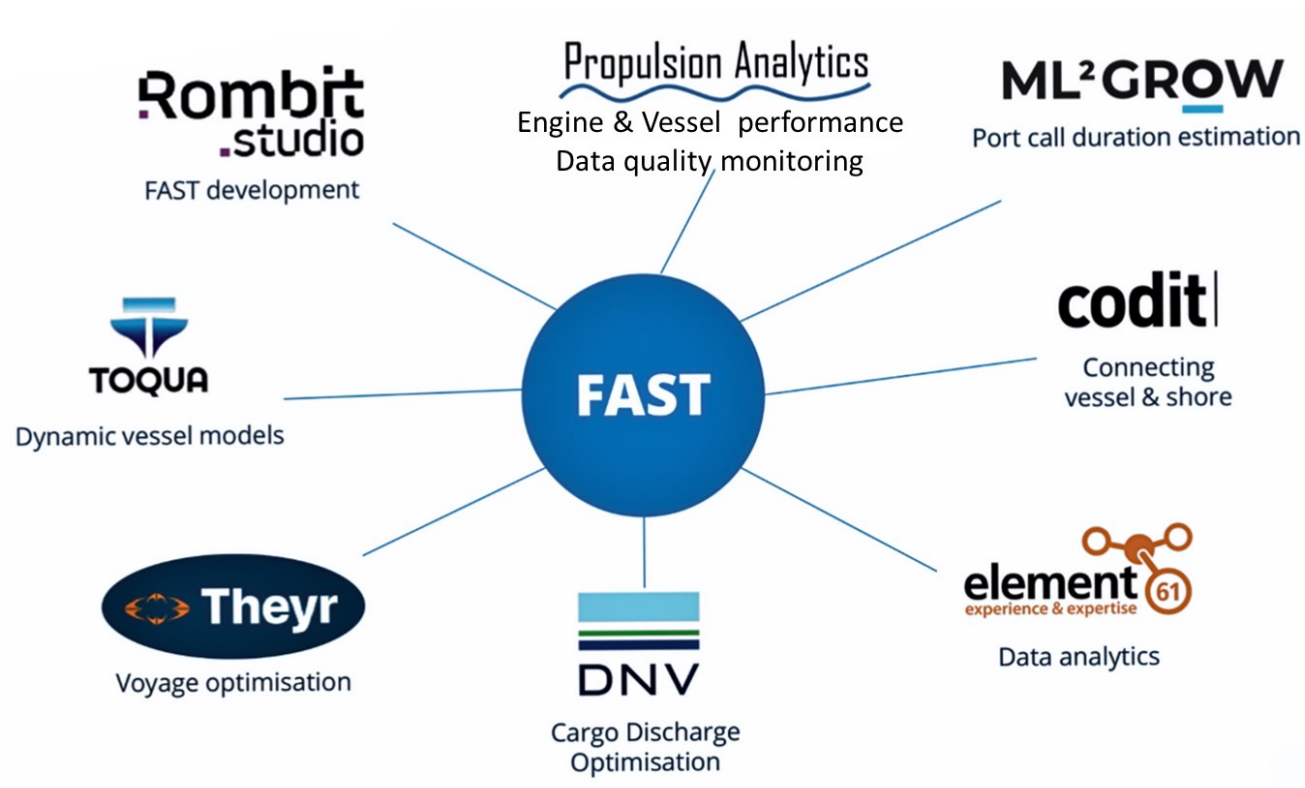 Rombit
.studio
FAST development
Propulsion Analytics
Engine & Vessel performance
Data quality monitoring
ML²GROW
Port call duration estimation
TOQUA
Dynamic vessel models
FAST
codit
Connecting
vessel & shore
Theyr
Voyage optimisation
DNV
Cargo Discharge
Optimisation
element 61
experience & expertise
Data analytics